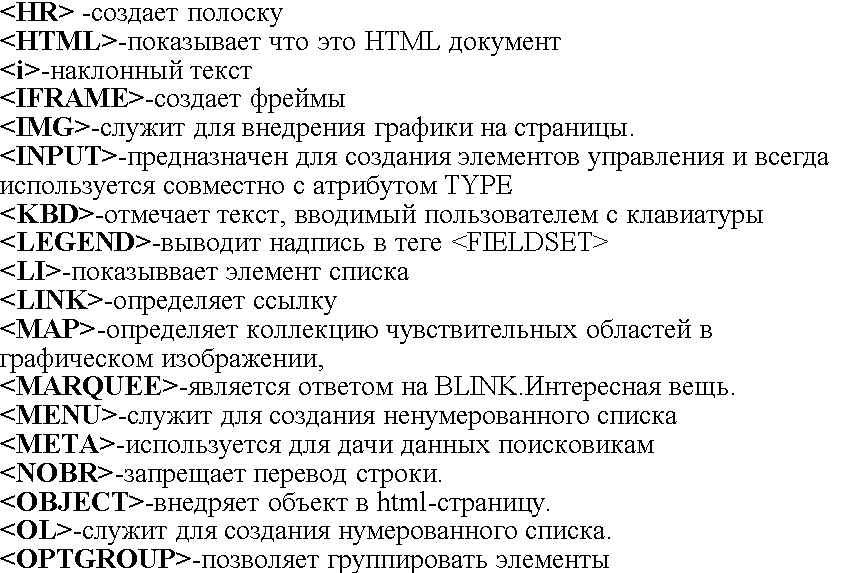 <HR> -создает полоску
<HTML>-показывает что это HTML документ
<i>-наклонный текст
<IFRAME>-создает фреймы
<IMG>-служит для внедрения графики на страницы.
<INPUT>-предназначен для создания элементов управления и всегда
используется совместно с атрибутом TYPE
<KBD>-отмечает текст, вводимый пользователем с клавиатуры
<LEGEND>-выводит надпись в теге <FIELDSET>
<LI>-показывввает элемент списка
<LINK>-определяет ссылку
<MAP>-определяет коллекцию чувствительных областей в
графическом изображении,
<MARQUEE>-является ответом на BLINK.Интересная вещь.
<MENU>-служит для создания ненумерованного списка
<META>-используется для дачи данных поисковикам
<NOBR>-запрещает перевод строки.
<OBJECT>-внедряет объект в html-страницу.
<OL>-служит для создания нумерованного списка.
<OPTGROUP>-позволяет группировать элементы